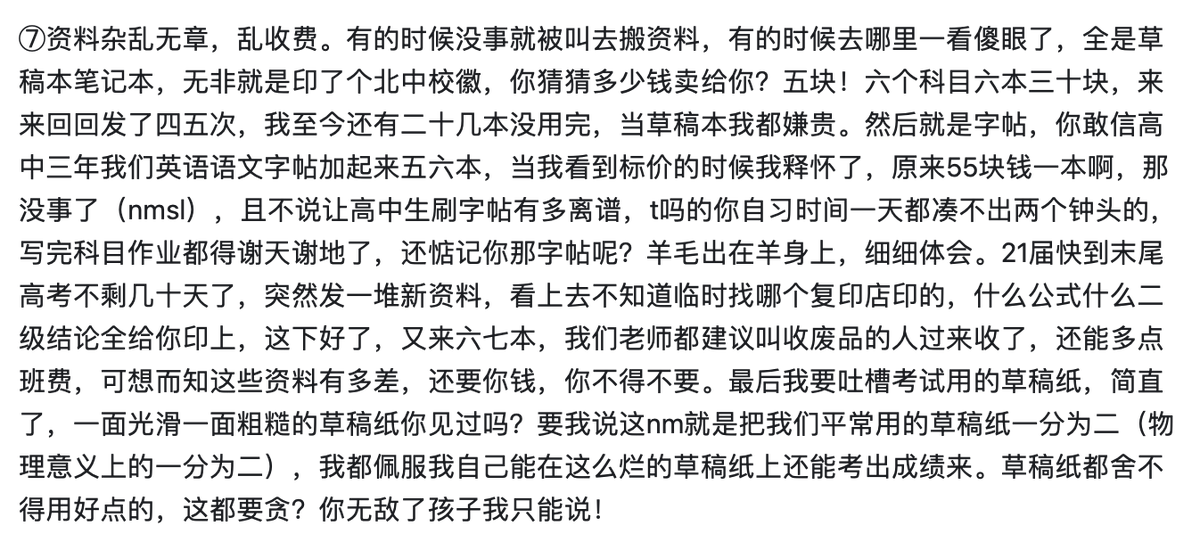 ⑦资料杂乱无章，乱收费。有的时候没事就被叫去搬资料，有的时候去哪里一看傻眼了，全是草
稿本笔记本，无非就是印了个北中校徽，你猜猜多少钱卖给你？五块！六个科目六本三十块，来
来回回发了四五次，我至今还有二十几本没用完，当草稿本我都嫌贵。然后就是字帖，你敢信高
中三年我们英语语文字帖加起来五六本，当我看到标价的时候我释怀了，原来55块钱一本啊，那
没事了（nmsl），且不说让高中生刷字帖有多离谱，t吗的你自习时间一天都凑不出两个钟头的，
写完科目作业都得谢天谢地了，还惦记你那字帖呢？羊毛出在羊身上，细细体会。21届快到末尾
高考不剩几十天了，突然发一堆新资料，看上去不知道临时找哪个复印店印的，什么公式什么二
级结论全给你印上，这下好了，又来六七本，我们老师都建议叫收废品的人过来收了，还能多点
班费，可想而知这些资料有多差，还要你钱，你不得不要。最后我要吐槽考试用的草稿纸，简直
了，一面光滑一面粗糙的草稿纸你见过吗？要我说这nm就是把我们平常用的草稿纸一分为二（物
理意义上的一分为二），我都佩服我自己能在这么烂的草稿纸上还能考出成绩来。草稿纸都舍不
得用好点的，这都要贪？你无敌了孩子我只能说！